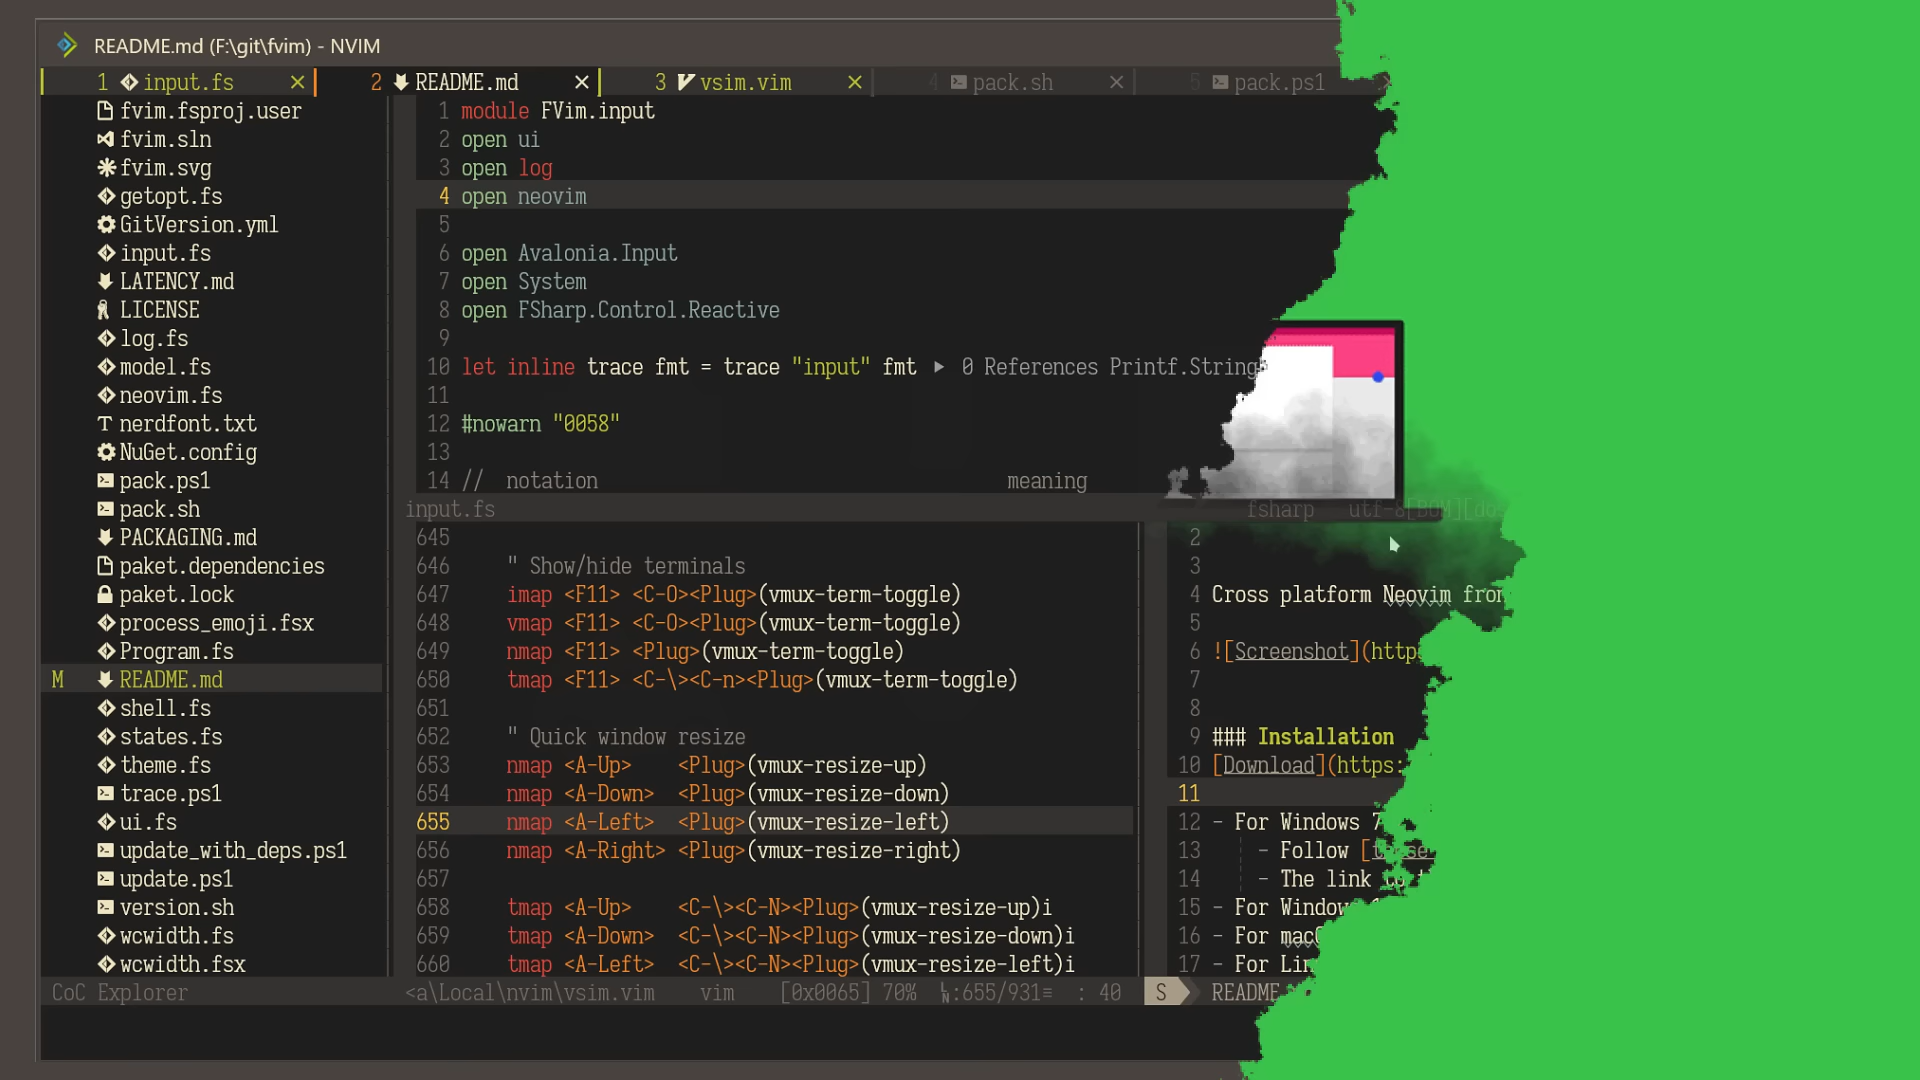 README.md (F:\git\fvim) - NVIM
1 input.fs
2 README.md
3 vsim.vim
4 pack.sh
5 pack.ps1
fvim.fsproj.user
fvim.sln
fvim.svg
getopt.fs
GitVersion.yml
input.fs
LATENCY.md
LICENSE
log.fs
model.fs
neovim.fs
nerdfont.txt
NuGet.config
pack.ps1
pack.sh
PACKAGING.md
paket.dependencies
paket.lock
process_emoji.fsx
Program.fs
M README.md
shell.fs
states.fs
theme.fs
trace.ps1
ui.fs
update_with_deps.ps1
update.ps1
version.sh
wcwidth.fs
wcwidth.fsx
CoC Explorer
1 module FVim.input
2 open ui
3 open log
4 open neovim
5
6 open Avalonia.Input
7 open System
8 open FSharp.Control.Reactive
9
10 let inline trace fmt = trace "input" fmt ▸ 0 References Printf.String
11
12 #nowarn "0058"
13
14 // notation meaning
input.fs fsharp utf-8[BOM][do
645
646 " Show/hide terminals
647 imap <F11> <C-O><Plug>(vmux-term-toggle)
648 vmap <F11> <C-O><Plug>(vmux-term-toggle)
649 nmap <F11> <Plug>(vmux-term-toggle)
650 tmap <F11> <C-\><C-n><Plug>(vmux-term-toggle)
651
652 " Quick window resize
653 nmap <A-Up> <Plug>(vmux-resize-up)
654 nmap <A-Down> <Plug>(vmux-resize-down)
655 nmap <A-Left> <Plug>(vmux-resize-left)
656 nmap <A-Right> <Plug>(vmux-resize-right)
657
658 tmap <A-Up> <C-\><C-N><Plug>(vmux-resize-up)i
659 tmap <A-Down> <C-\><C-N><Plug>(vmux-resize-down)i
660 tmap <A-Left> <C-\><C-N><Plug>(vmux-resize-left)i
<a\Local\nvim\vsim.vim vim [0x0065] 70% ㏑:655/931≡ : 40
2
3
4 Cross platform Neovim fron
5
6 ![Screenshot](http
7
8
9 ### Installation
10 [Download](https:
11
12 - For Windows 7
13 - Follow [these
14 - The link to
15 - For Window
16 - For mac
17 - For Lin
S README